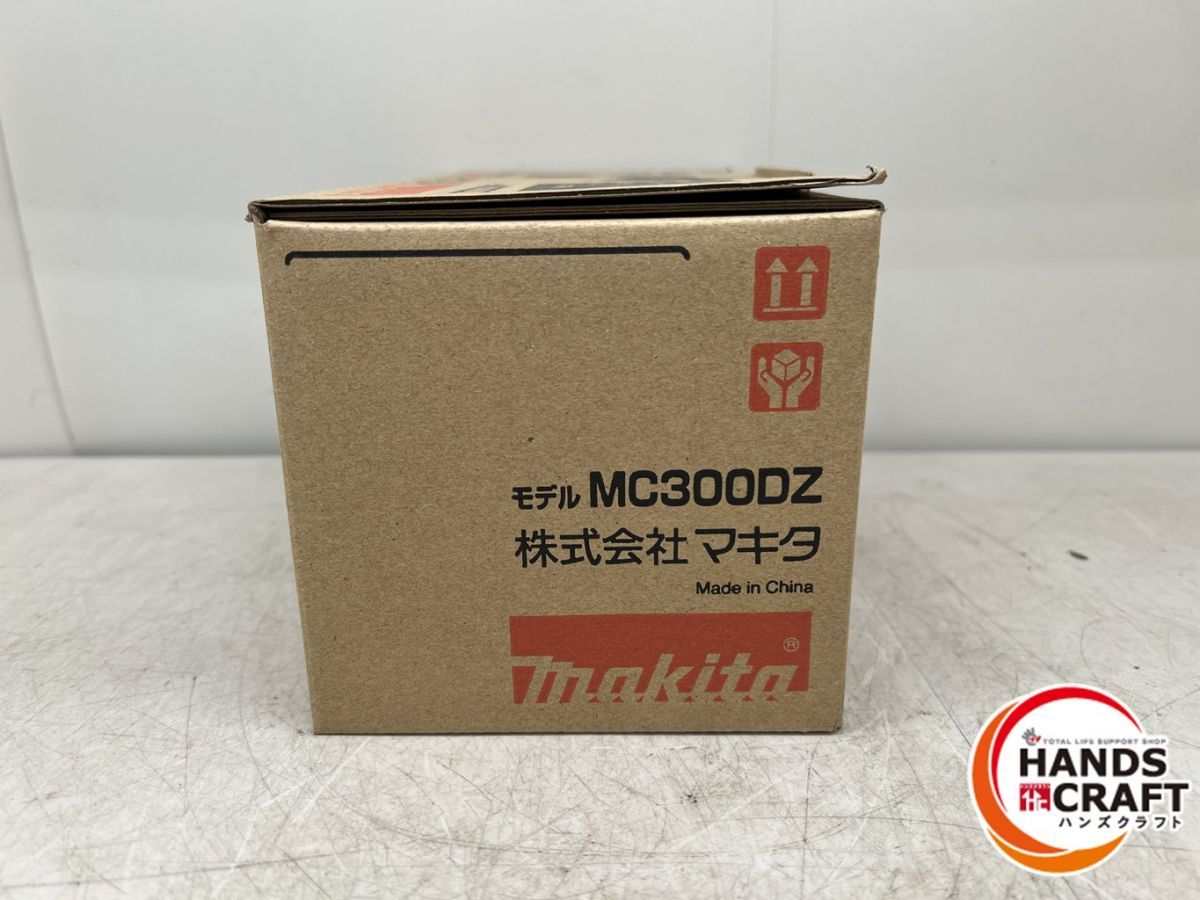 モデル MC300DZ
株式会社 マキタ
Made in China
makita®
TOTAL LIFE SUPPORT SHOP
HANDS
CRAFT
ハンズクラフト